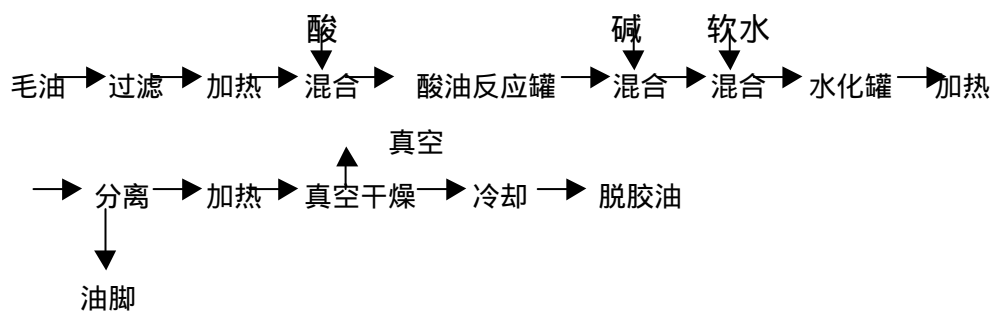 酸 碱 软水
毛油 过滤 加热 混合 酸油反应罐 混合 混合 水化罐 加热
真空
分离 加热 真空干燥 冷却 脱胶油
油脚